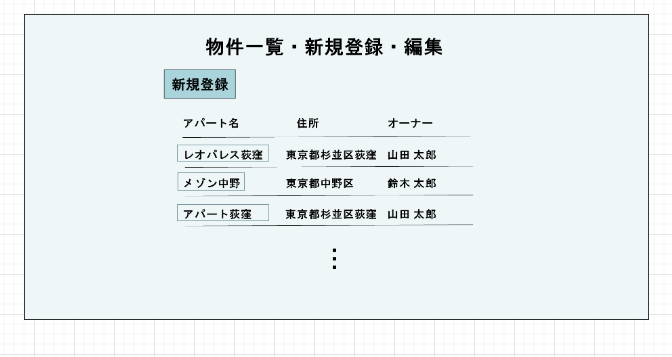 物件一覧・新規登録・編集
新規登録
アパート名 住所 オーナー
レオパレス荻窪 東京都杉並区荻窪 山田 太郎
メゾン中野 東京都中野区 鈴木 太郎
アパート荻窪 東京都杉並区荻窪 山田 太郎
⋮